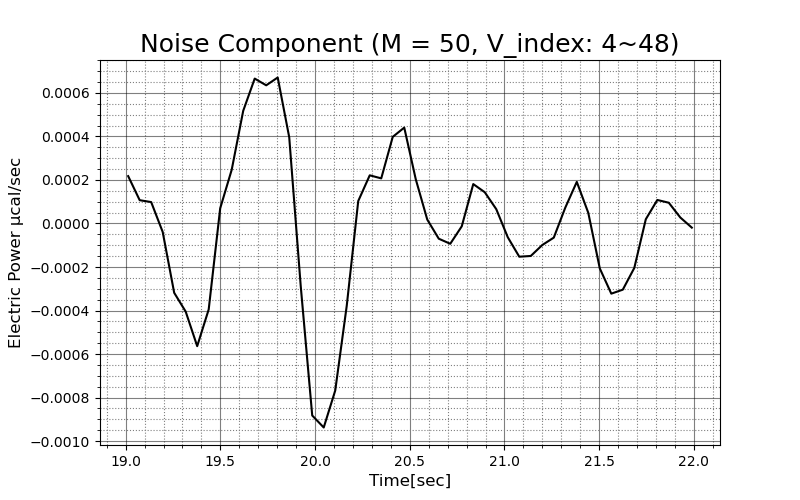 Noise Component (M = 50, V_index: 4~48)
Electric Power μcal/sec
0.0006
0.0004
0.0002
0.0000
−0.0002
−0.0004
−0.0006
−0.0008
−0.0010
19.0 19.5 20.0 20.5 21.0 21.5 22.0
Time[sec]